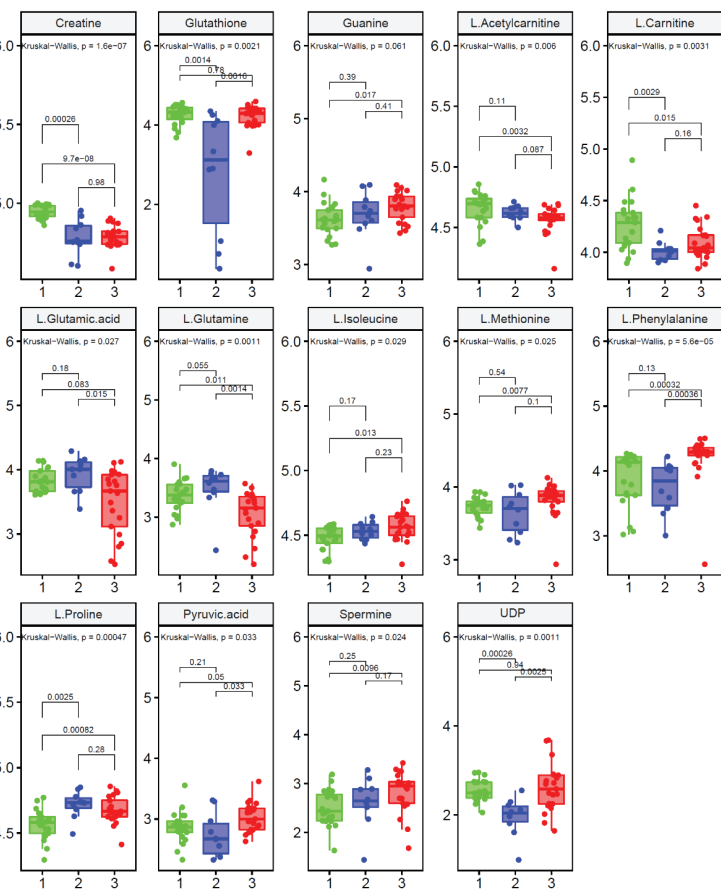 Creatine Glutathione Guanine L.Acetylcarnitine L.Carnitine
Kruskal−Wallis, p = 1.6e−07 Kruskal−Wallis, p = 0.0021 Kruskal−Wallis, p = 0.061 Kruskal−Wallis, p = 0.006 Kruskal−Wallis, p = 0.0031
0.00026 9.7e−08 0.98
6 4 2
0.0014 0.78 0.0016
6 5 4 3
0.39 0.017 0.41
6.0 5.5 5.0 4.5
0.11 0.0032 0.087
6.0 5.5 5.0 4.5 4.0
0.0029 0.015 0.16
1 2 3 1 2 3 1 2 3 1 2 3 1 2 3
L.Glutamic.acid L.Glutamine L.Isoleucine L.Methionine L.Phenylalanine
Kruskal−Wallis, p = 0.027 Kruskal−Wallis, p = 0.0011 Kruskal−Wallis, p = 0.029 Kruskal−Wallis, p = 0.025 Kruskal−Wallis, p = 5.6e−05
6 5 4 3
0.18 0.083 0.015
6 5 4 3
0.055 0.011 0.0014
6.0 5.5 5.0 4.5
0.17 0.013 0.23
6 5 4 3
0.54 0.0077 0.1
6 5 4 3
0.13 0.00032 0.00036
1 2 3 1 2 3 1 2 3 1 2 3 1 2 3
L.Proline Pyruvic.acid Spermine UDP
Kruskal−Wallis, p = 0.00047 Kruskal−Wallis, p = 0.033 Kruskal−Wallis, p = 0.024 Kruskal−Wallis, p = 0.0011
0.0025 0.00082 0.28
6 5 4 3
0.21 0.05 0.033
6 5 4 3 2
0.25 0.0096 0.17
6 4 2
0.00026 0.94 0.0025
1 2 3 1 2 3 1 2 3 1 2 3